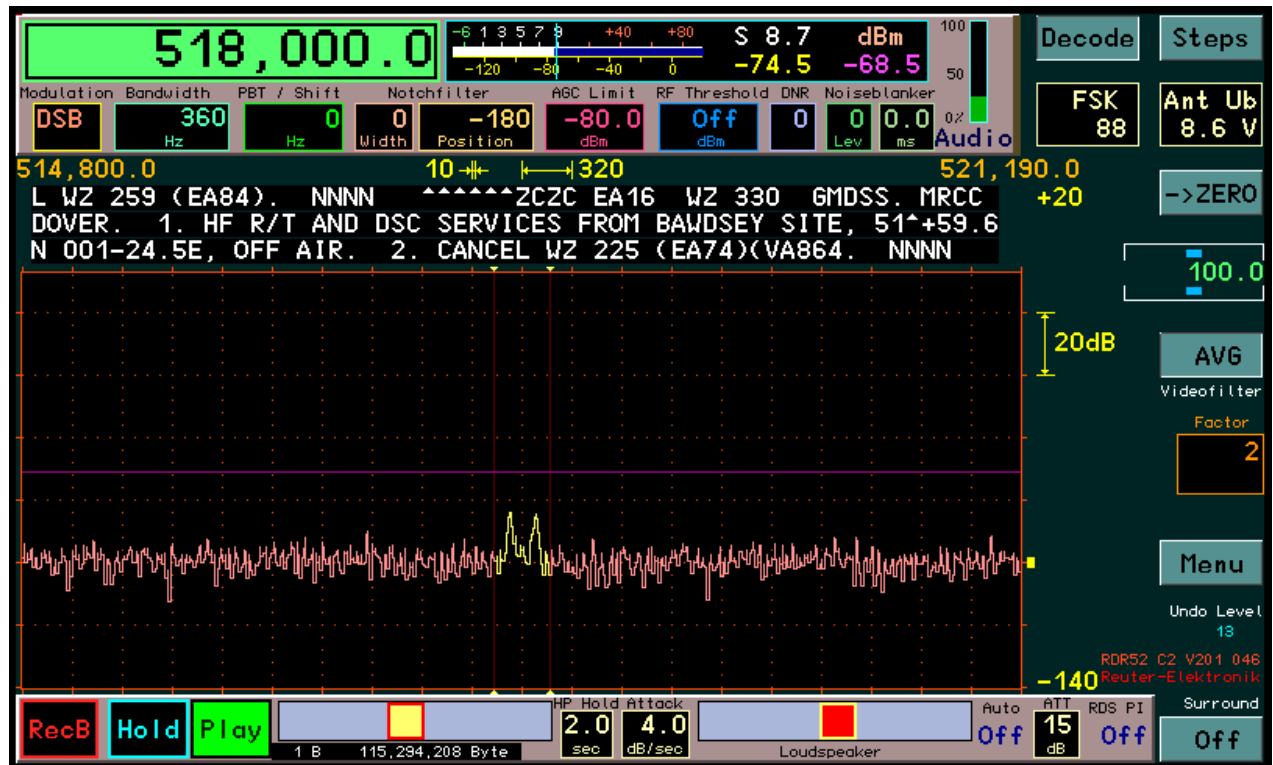 518,000.0
-6 1 3 5 7 9 +40 +80
-120 -80 -40 0
S 8.7 dBm
-74.5 -68.5
100
50
0%
Audio
Decode
Steps
Modulation Bandwidth PBT / Shift Notchfilter AGC Limit RF Threshold DNR Noiseblanker
DSB 360 0 0 -180 -80.0 Off 0 0 0.0
Hz Hz Width Position dBm dBm Lev ms
FSK
88
Ant Ub
8.6 V
514,800.0 10 320 521,190.0
L WZ 259 (EA84). NNNN ^^^^^^ZCZC EA16 WZ 330 GMDSS. MRCC
DOVER. 1. HF R/T AND DSC SERVICES FROM BAWDSEY SITE, 51^+59.6
N 001-24.5E, OFF AIR. 2. CANCEL WZ 225 (EA74)(VA864. NNNN
+20
->ZERO
100.0
20dB
AVG
Videofilter
Factor
2
Menu
Undo Level
13
RDR52 C2 V201 046
Reuter-Elektronik
-140
RecB
Hold
Play
1 B 115,294,208 Byte
HP Hold Attack
2.0 4.0
sec dB/sec
Loudspeaker
Auto
Off
ATT
15
dB
RDS PI
Off
Surround
Off